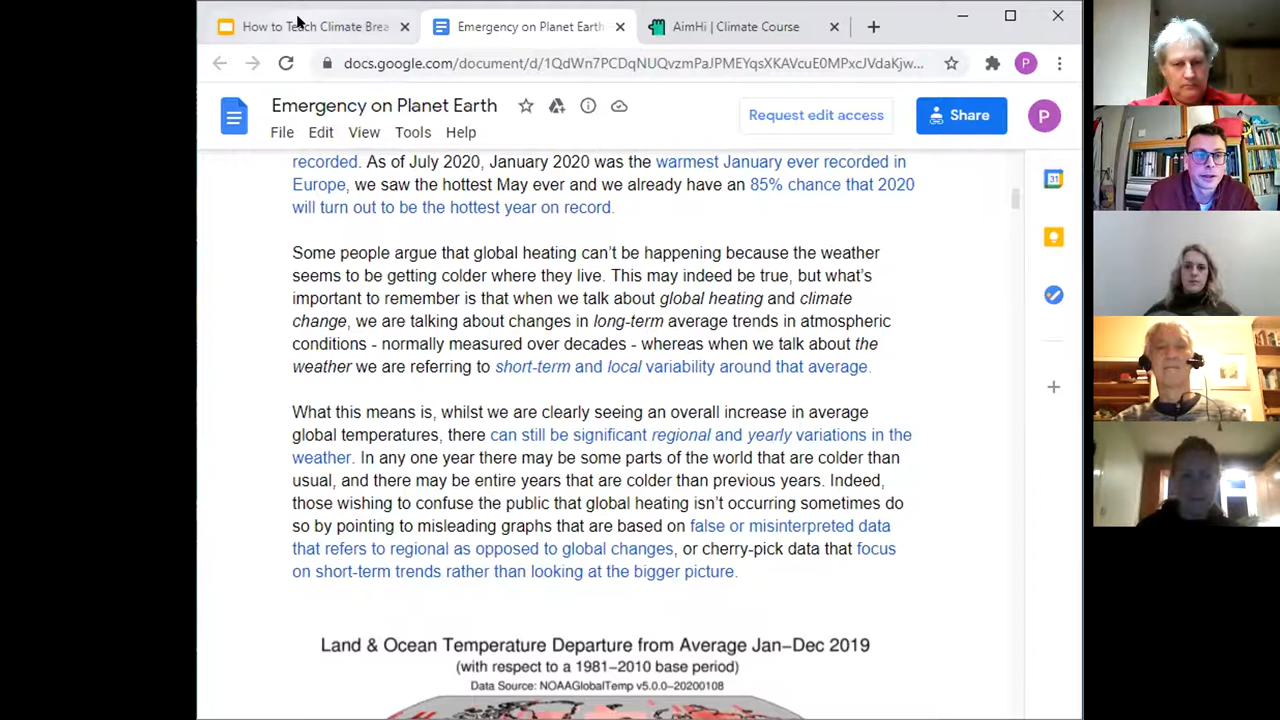 How to Teach Climate Brea
Emergency on Planet Earth
AimHi | Climate Course
docs.google.com/document/d/1QdWn7PCDqNUQvzmPaJPMEYqsXKAVcuE0MPxcJVdaKjw...
P
Emergency on Planet Earth
Request edit access
Share
P
File Edit View Tools Help
31
recorded. As of July 2020, January 2020 was the warmest January ever recorded in
Europe, we saw the hottest May ever and we already have an 85% chance that 2020
will turn out to be the hottest year on record.
Some people argue that global heating can't be happening because the weather
seems to be getting colder where they live. This may indeed be true, but what's
important to remember is that when we talk about global heating and climate
change, we are talking about changes in long-term average trends in atmospheric
conditions - normally measured over decades - whereas when we talk about the
weather we are referring to short-term and local variability around that average.
What this means is, whilst we are clearly seeing an overall increase in average
global temperatures, there can still be significant regional and yearly variations in the
weather. In any one year there may be some parts of the world that are colder than
usual, and there may be entire years that are colder than previous years. Indeed,
those wishing to confuse the public that global heating isn't occurring sometimes do
so by pointing to misleading graphs that are based on false or misinterpreted data
that refers to regional as opposed to global changes, or cherry-pick data that focus
on short-term trends rather than looking at the bigger picture.
Land & Ocean Temperature Departure from Average Jan–Dec 2019
(with respect to a 1981–2010 base period)
Data Source: NOAAGlobalTemp v5.0.0–20200108